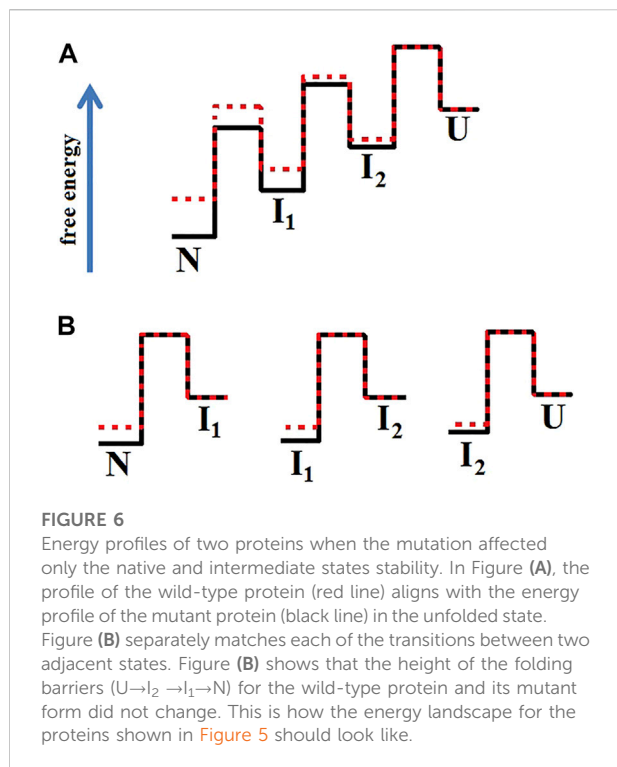 A
free energy
N
I₁
I₂
U
B
N
I₁
I₁
I₂
I₂
U
FIGURE 6
Energy profiles of two proteins when the mutation affected
only the native and intermediate states stability. In Figure (A), the
profile of the wild-type protein (red line) aligns with the energy
profile of the mutant protein (black line) in the unfolded state.
Figure (B) separately matches each of the transitions between two
adjacent states. Figure (B) shows that the height of the folding
barriers (U→I₂ →I₁→N) for the wild-type protein and its mutant
form did not change. This is how the energy landscape for the
proteins shown in Figure 5 should look like.